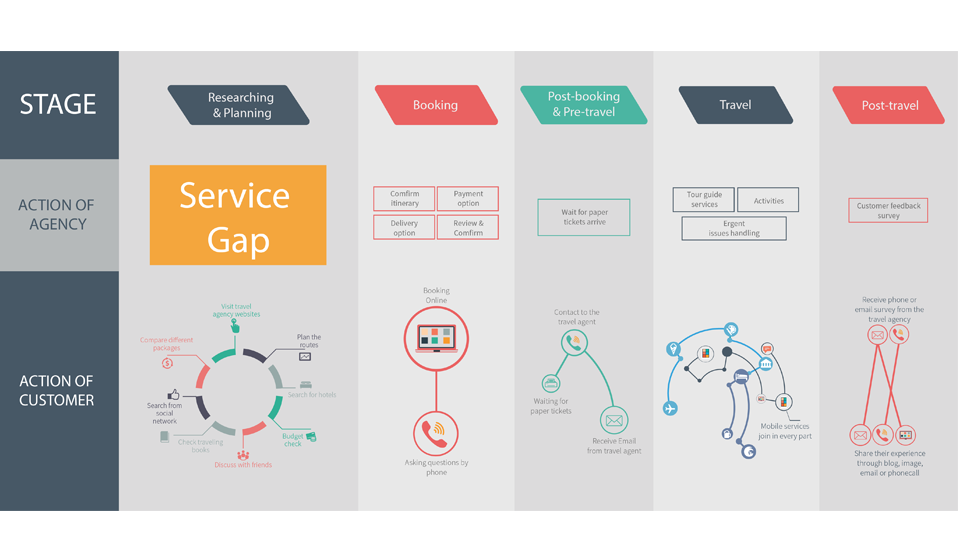 STAGE
Researching
& Planning
Booking
Post-booking
& Pre-travel
Travel
Post-travel
ACTION OF
AGENCY
Service
Gap
Comfirm
itinerary
Payment
option
Delivery
option
Review &
Comfirm
Wait for paper
tickets arrive
Tour guide
services
Activities
Ergent
issues handling
Customer feedback
survey
ACTION OF
CUSTOMER
Visit travel
agency websites
Plan the
routes
Search for hotels
Budget
check
Discuss with friends
Check traveling
books
Search from
social
network
Compare different
packages
Booking
Online
Asking questions by
phone
Contact to the
travel agent
Waiting for
paper tickets
Receive Email
from travel agent
Mobile services
join in every part
Receive phone or
email survey from the
travel agency
Share their experience
through blog, image,
email or phonecall